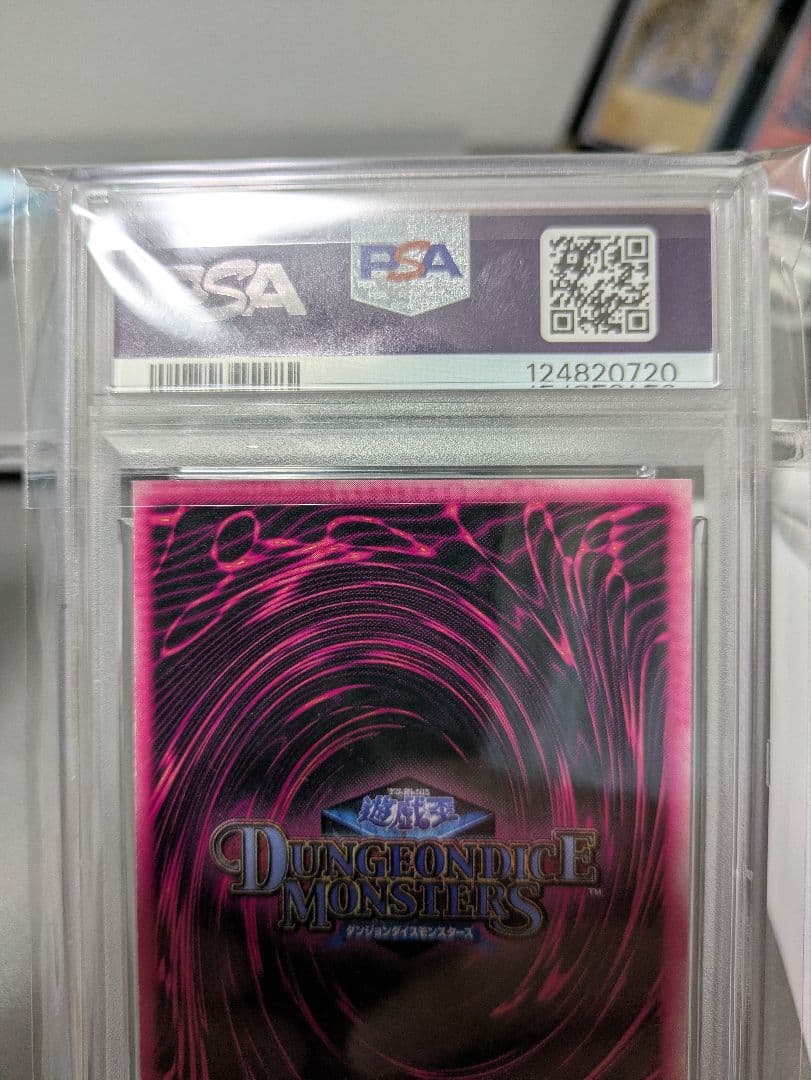 PSA
PSA
124820720
遊戯王
DUNGEONDICE
MONSTERS™
ダンジョンダイスモンスターズ